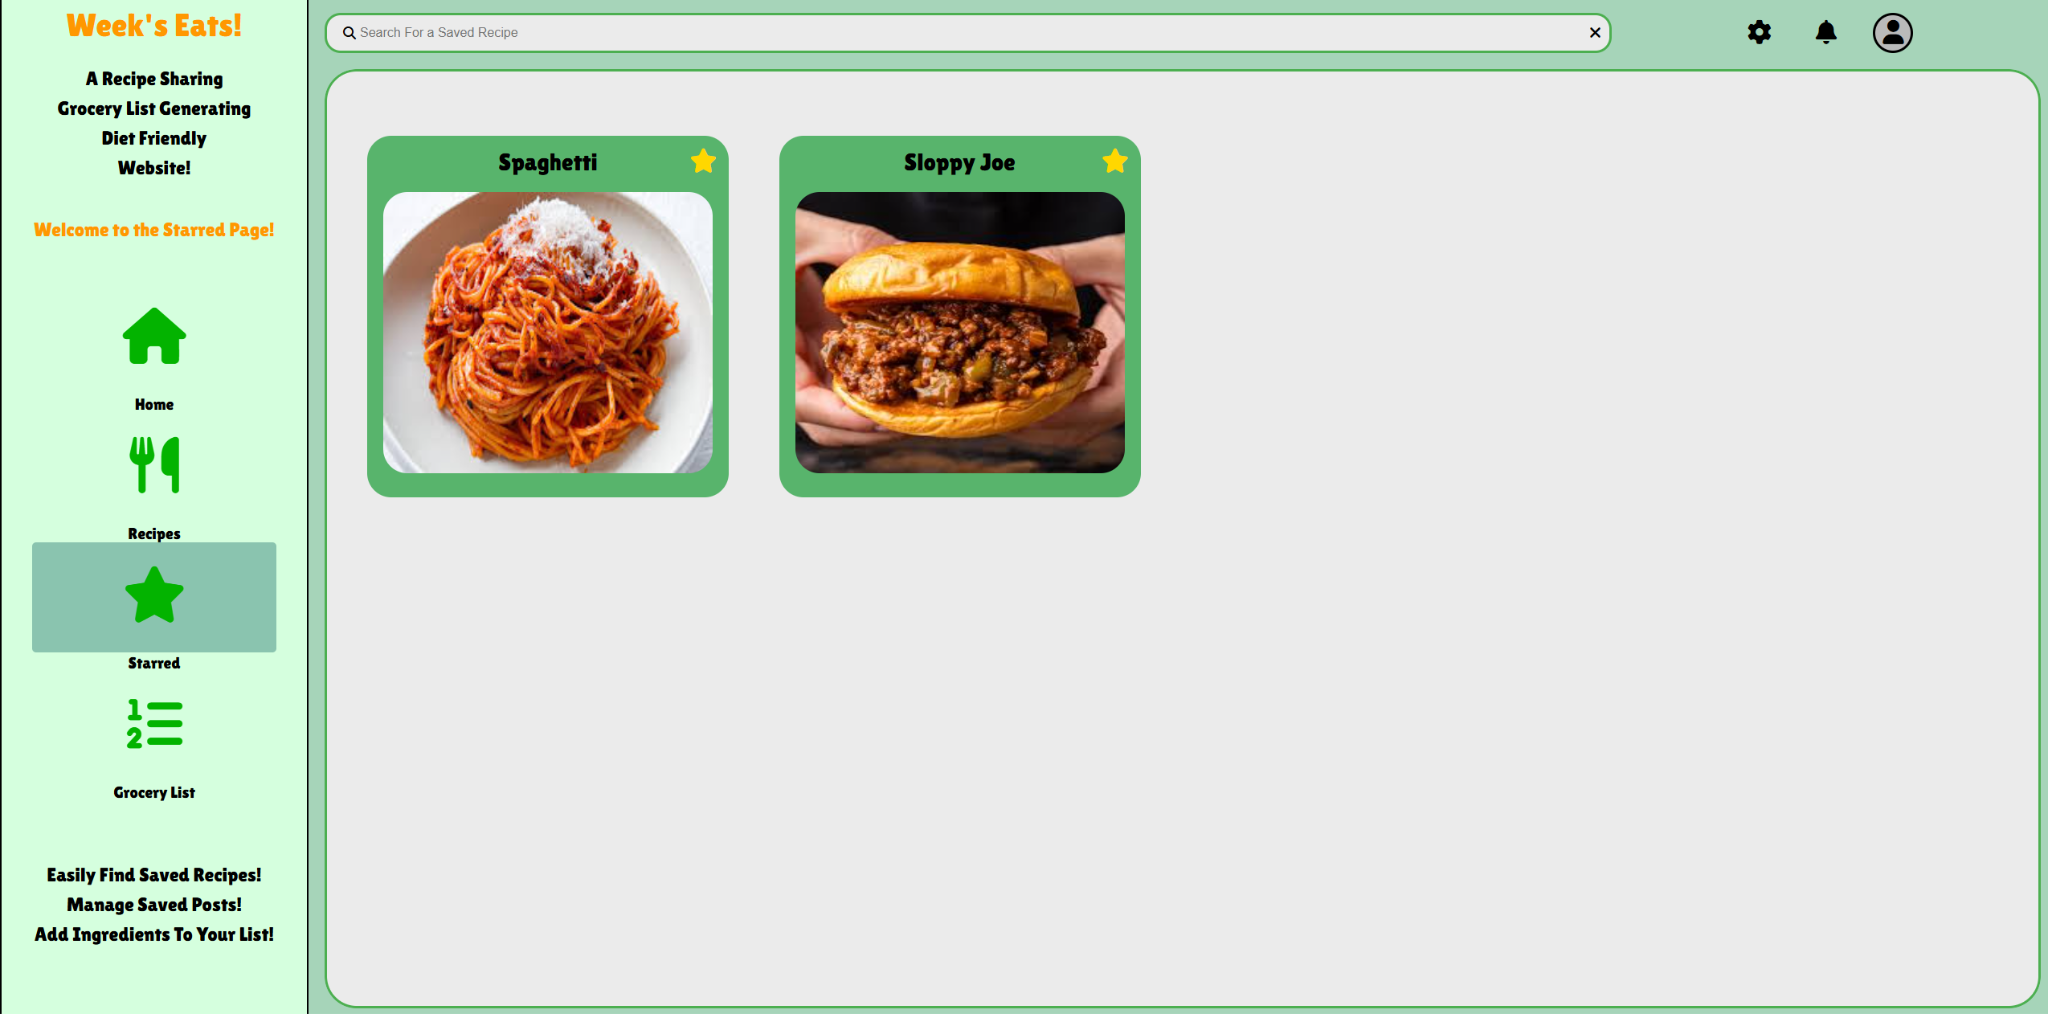 Week's Eats!
A Recipe Sharing
Grocery List Generating
Diet Friendly
Website!
Welcome to the Starred Page!
Home
Recipes
Starred
1
2
Grocery List
Easily Find Saved Recipes!
Manage Saved Posts!
Add Ingredients To Your List!
Search For a Saved Recipe
Spaghetti
Sloppy Joe